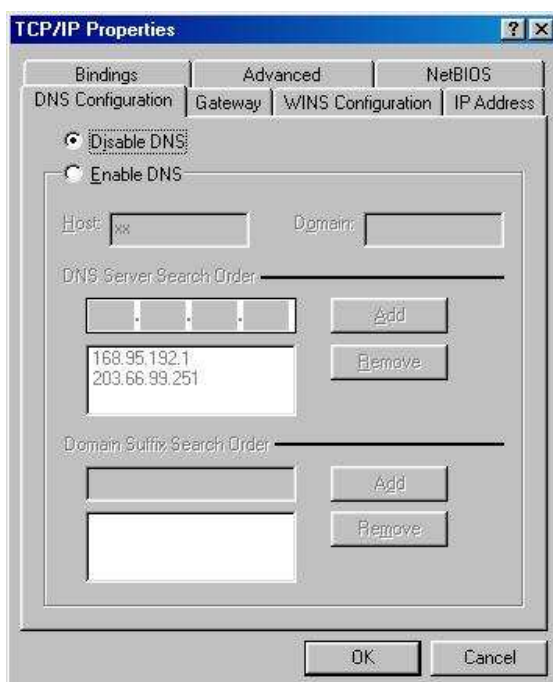 TCP/IP Properties
? X
Bindings Advanced NetBIOS
DNS Configuration Gateway WINS Configuration IP Address
Disable DNS
Enable DNS
Host: xx Domain:
DNS Server Search Order
. . . Add
168.95.192.1 Remove
203.66.99.251
Domain Suffix Search Order
Add
Remove
OK Cancel